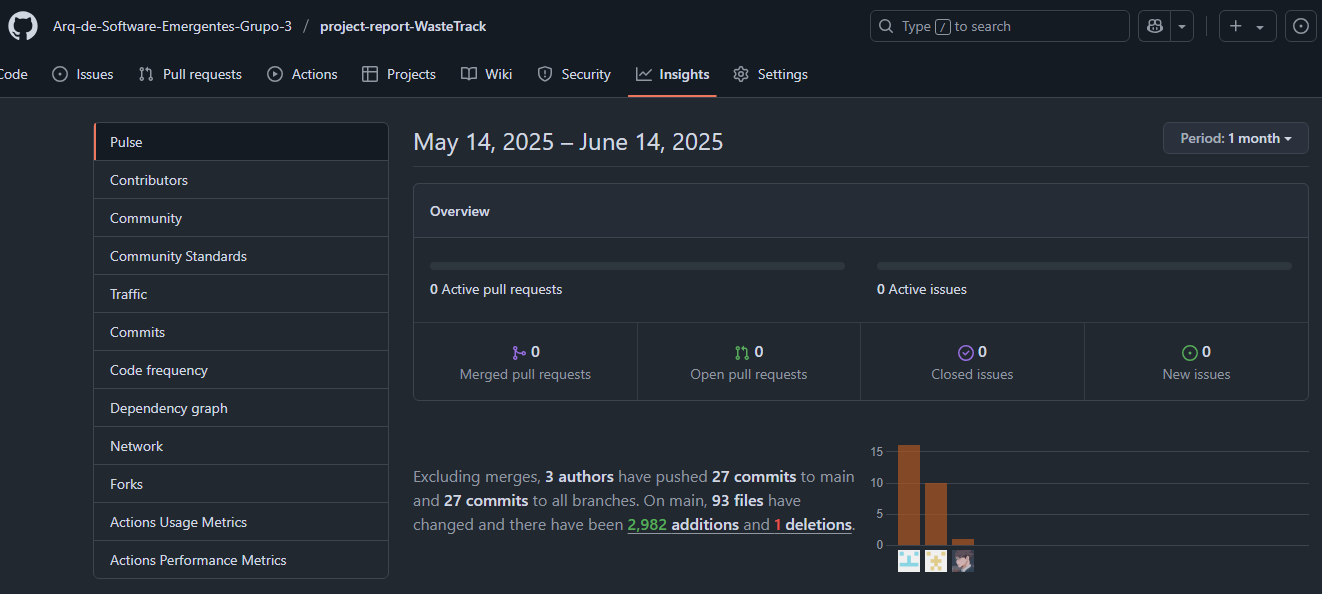 Arq-de-Software-Emergentes-Grupo-3 / project-report-WasteTrack
Type / to search
Code Issues Pull requests Actions Projects Wiki Security Insights Settings
Pulse
Contributors
Community
Community Standards
Traffic
Commits
Code frequency
Dependency graph
Network
Forks
Actions Usage Metrics
Actions Performance Metrics
May 14, 2025 – June 14, 2025
Period: 1 month
Overview
0 Active pull requests
0 Active issues
0
Merged pull requests
0
Open pull requests
0
Closed issues
0
New issues
Excluding merges, 3 authors have pushed 27 commits to main
and 27 commits to all branches. On main, 93 files have
changed and there have been 2,982 additions and 1 deletions.
15
10
5
0